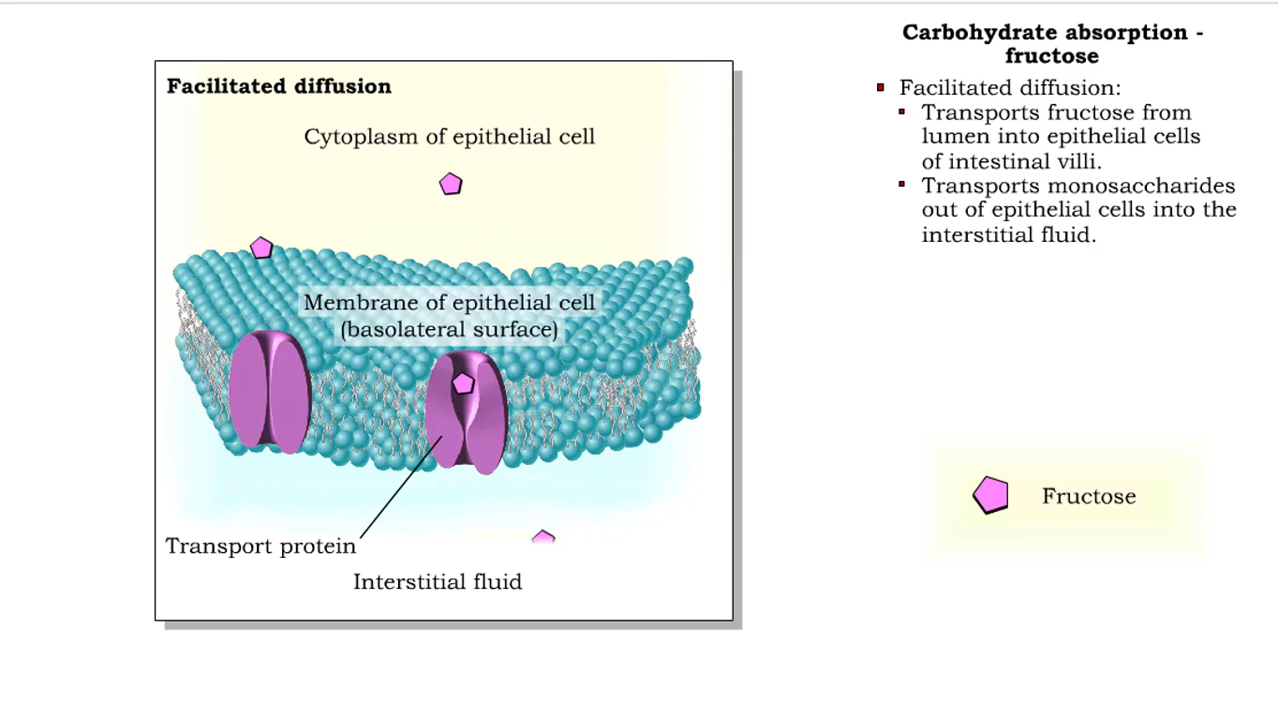 Carbohydrate absorption -
fructose
Facilitated diffusion:
Transports fructose from
lumen into epithelial cells
of intestinal villi.
Transports monosaccharides
out of epithelial cells into the
interstitial fluid.
Facilitated diffusion
Cytoplasm of epithelial cell
Membrane of epithelial cell
(basolateral surface)
Transport protein
Interstitial fluid
Fructose